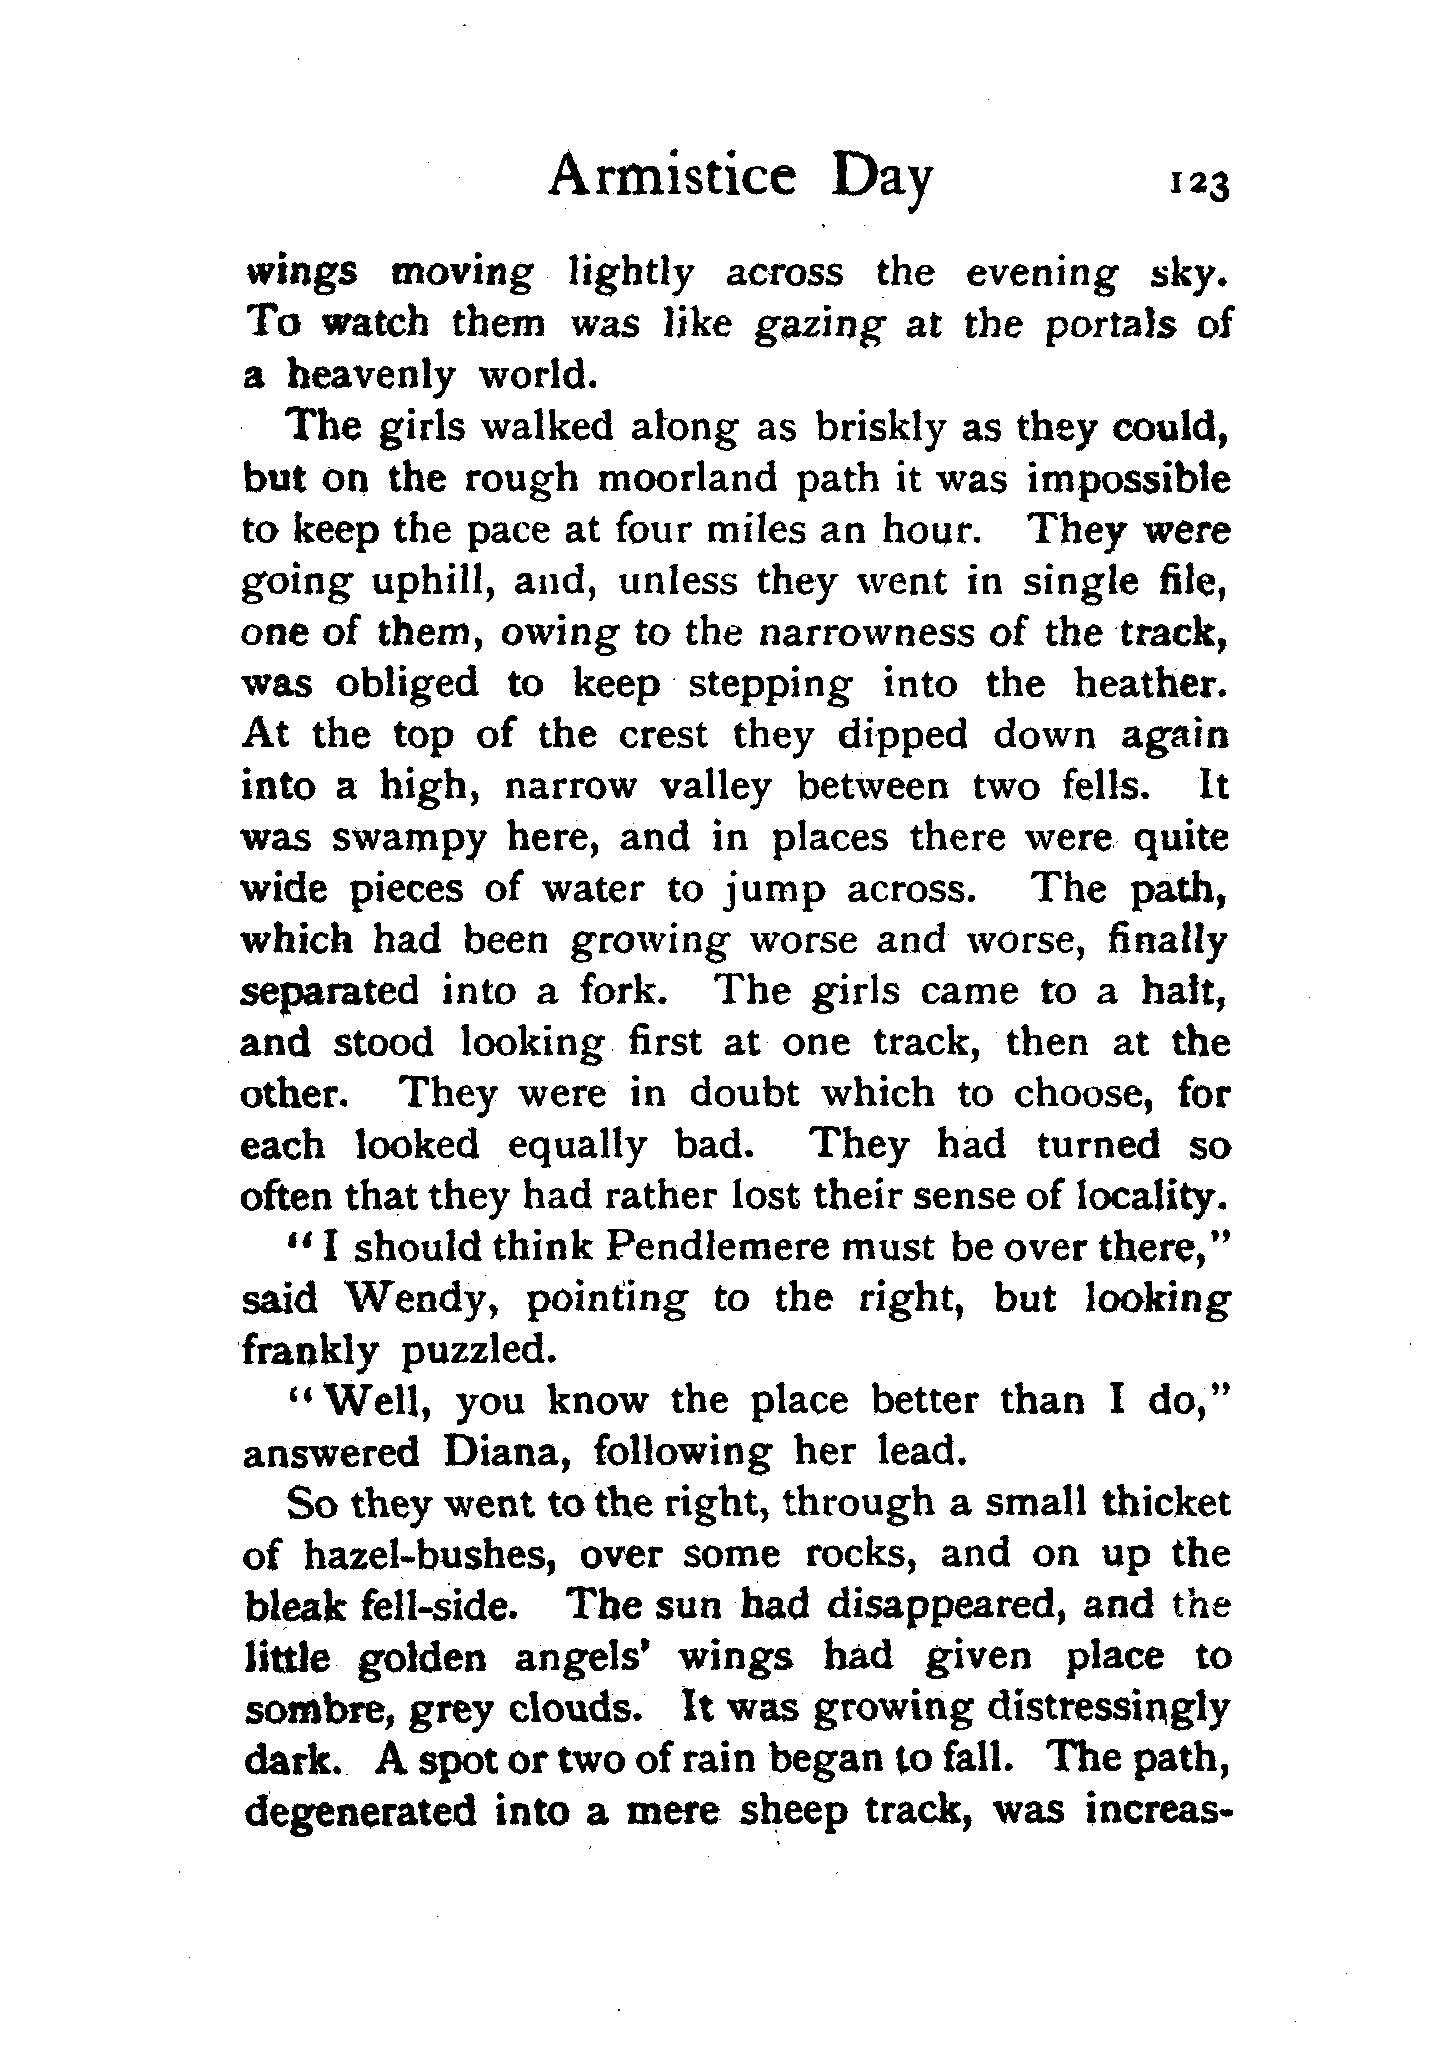 Armistice Day 123
wings moving lightly across the evening sky.
To watch them was like gazing at the portals of
a heavenly world.
The girls walked along as briskly as they could,
but on the rough moorland path it was impossible
to keep the pace at four miles an hour. They were
going uphill, and, unless they went in single file,
one of them, owing to the narrowness of the track,
was obliged to keep stepping into the heather.
At the top of the crest they dipped down again
into a high, narrow valley between two fells. It
was swampy here, and in places there were quite
wide pieces of water to jump across. The path,
which had been growing worse and worse, finally
separated into a fork. The girls came to a halt,
and stood looking first at one track, then at the
other. They were in doubt which to choose, for
each looked equally bad. They had turned so
often that they had rather lost their sense of locality.
"I should think Pendlemere must be over there,"
said Wendy, pointing to the right, but looking
frankly puzzled.
"Well, you know the place better than I do,"
answered Diana, following her lead.
So they went to the right, through a small thicket
of hazel-bushes, over some rocks, and on up the
bleak fell-side. The sun had disappeared, and the
little golden angels' wings had given place to
sombre, grey clouds. It was growing distressingly
dark. A spot or two of rain began to fall. The path,
degenerated into a mere sheep track, was increas-